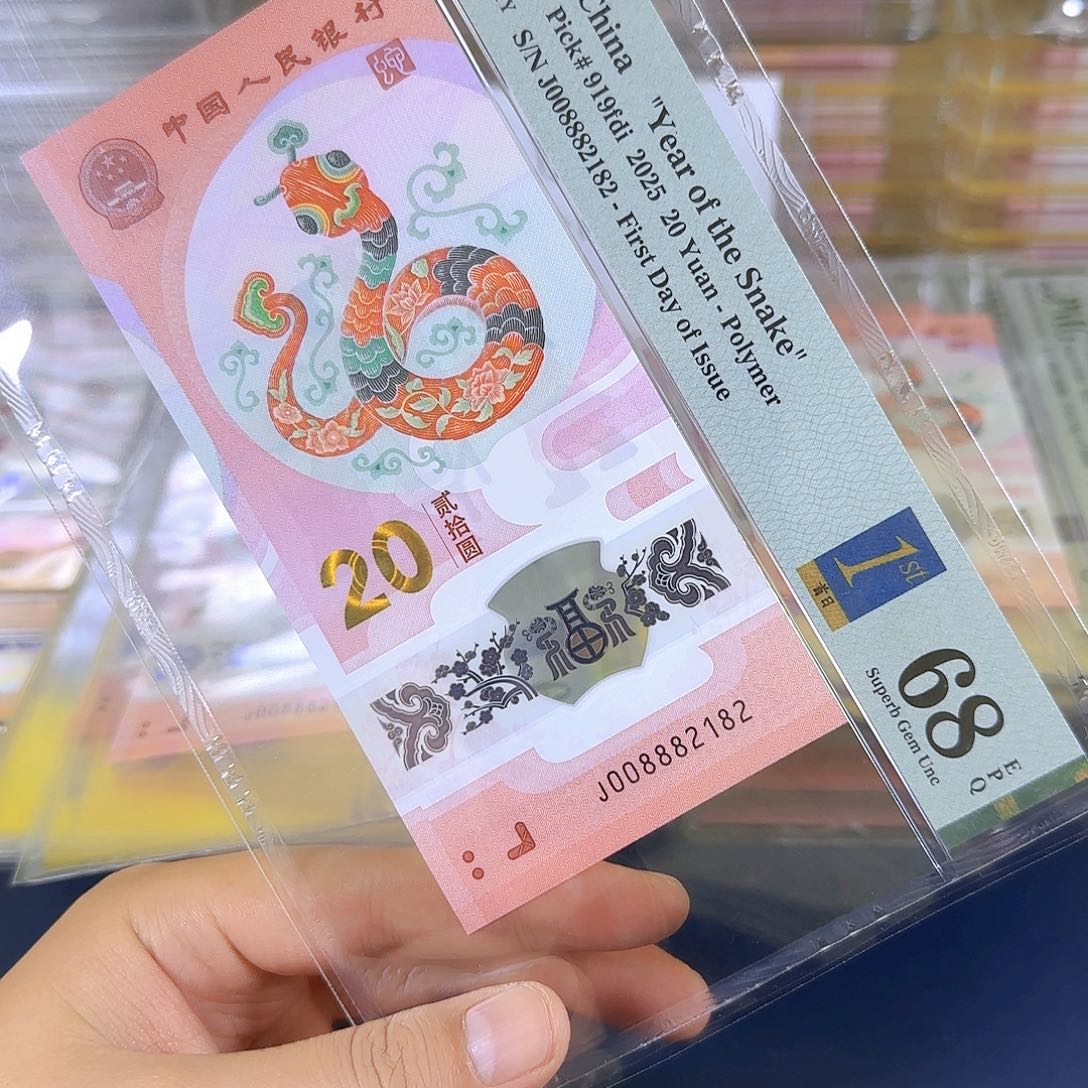 中国人民银行
20
贰拾圆
J008882182
China
"Year of the Snake"
Pick# 919fdi 2025 20 Yuan - Polymer
S/N J008882182 - First Day of Issue
1st
首日
68
EPQ
Superb Gem Unc
J008882